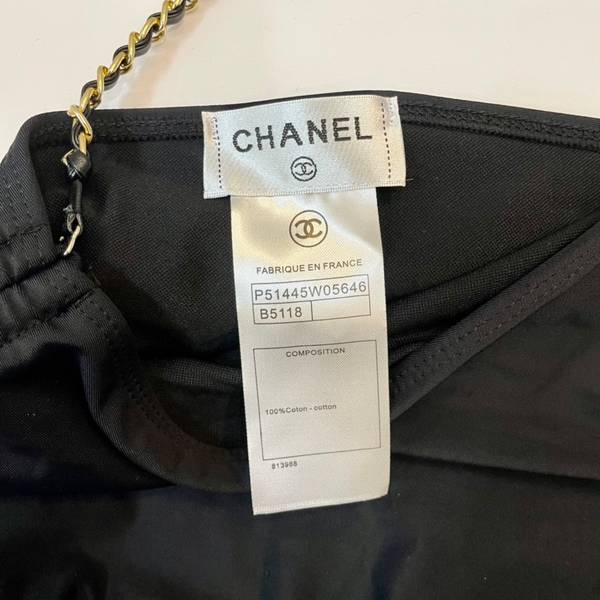 CHANEL
FABRIQUE EN FRANCE
P51445W05646
B5118
COMPOSITION
100%Coton - cotton
813988